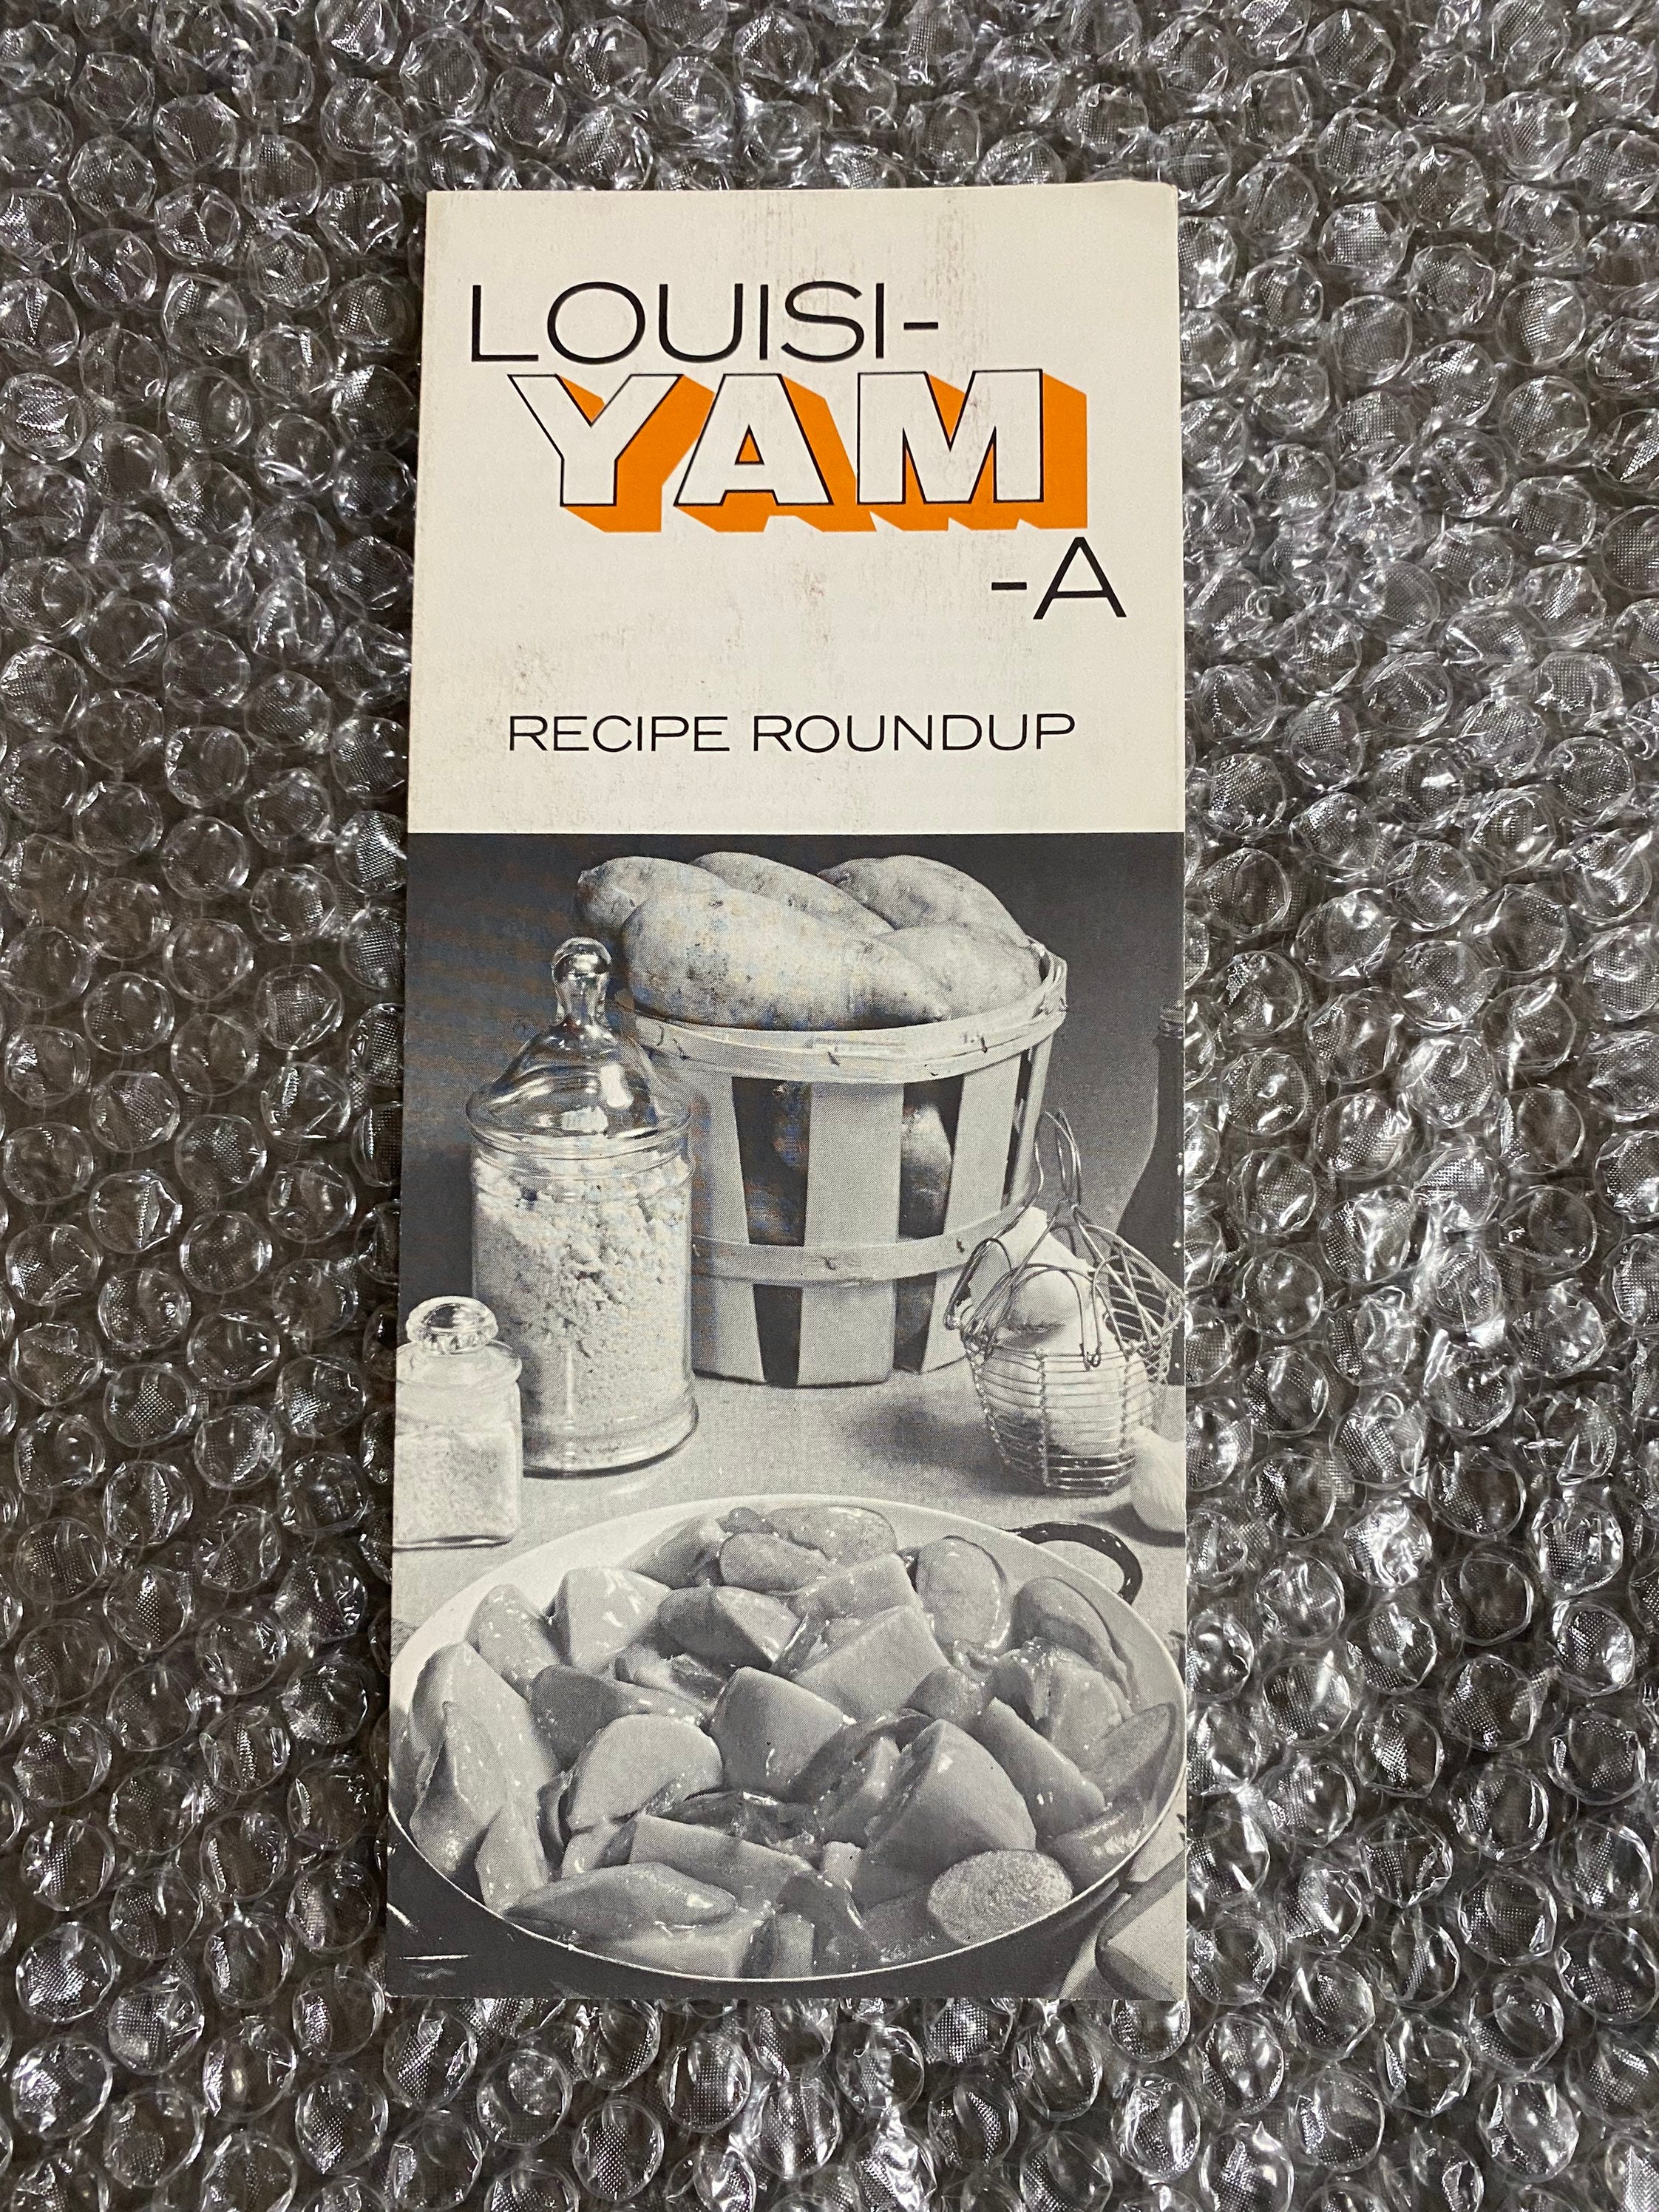 LOUISI-
YAM
-A
RECIPE ROUNDUP